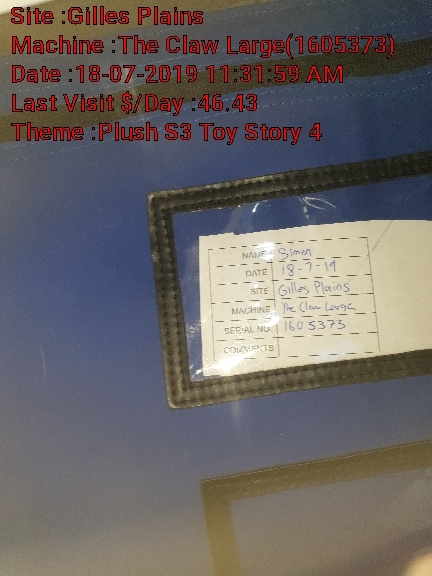 Site :Gilles Plains
Machine :The Claw Large(1605373)
Date :18-07-2019 11:31:59 AM
Last Visit $/Day :46.43
Theme :Plush S3 Toy Story 4
NAME Simon
DATE 18-7-19
SITE Gilles Plains
MACHINE The Claw Large
SERIAL NO. 1605373
COMMENTS